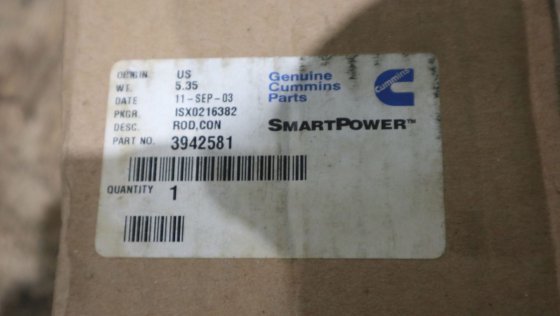 ORIGIN US
WT. 5.35
DATE 11-SEP-03
PKGR. ISX0216382
DESC. ROD,CON
PART NO. 3942581
QUANTITY 1
Genuine
Cummins
Parts
Cummins
SMARTPOWER™